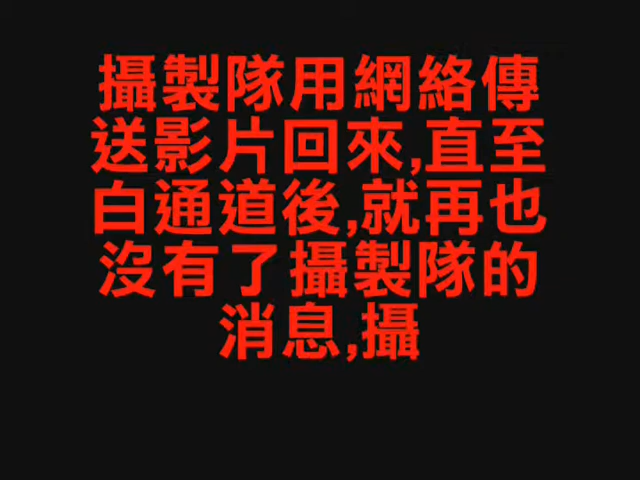 攝製隊用網絡傳
送影片回來,直至
白通道後,就再也
沒有了攝製隊的
消息,攝